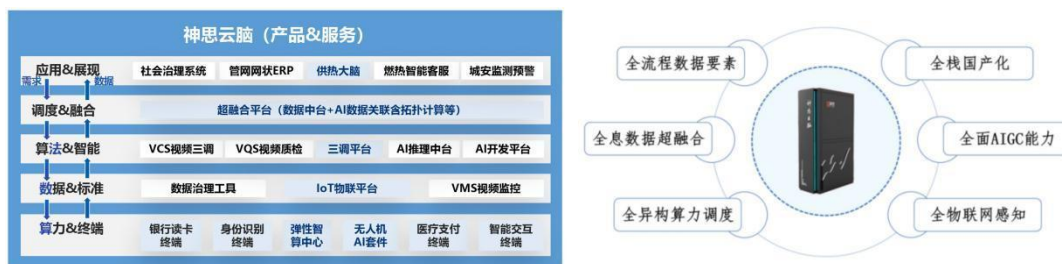 神思云脑（产品&服务）
应用&展现
需求
数据
社会治理系统
管网网状ERP
供热大脑
燃热智能客服
城安监测预警
调度&融合
超融合平台（数据中台+AI数据关联含拓扑计算等）
算法&智能
VCS视频三调
VQS视频质检
三调平台
AI推理中台
AI开发平台
数据&标准
数据治理工具
IoT物联平台
VMS视频监控
算力&终端
银行读卡
终端
身份识别
终端
弹性智
算中心
无人机
AI套件
医疗支付
终端
智能交互
终端
全流程数据要素
全栈国产化
全息数据超融合
全面AIGC能力
全异构算力调度
全物联网感知
神思云脑